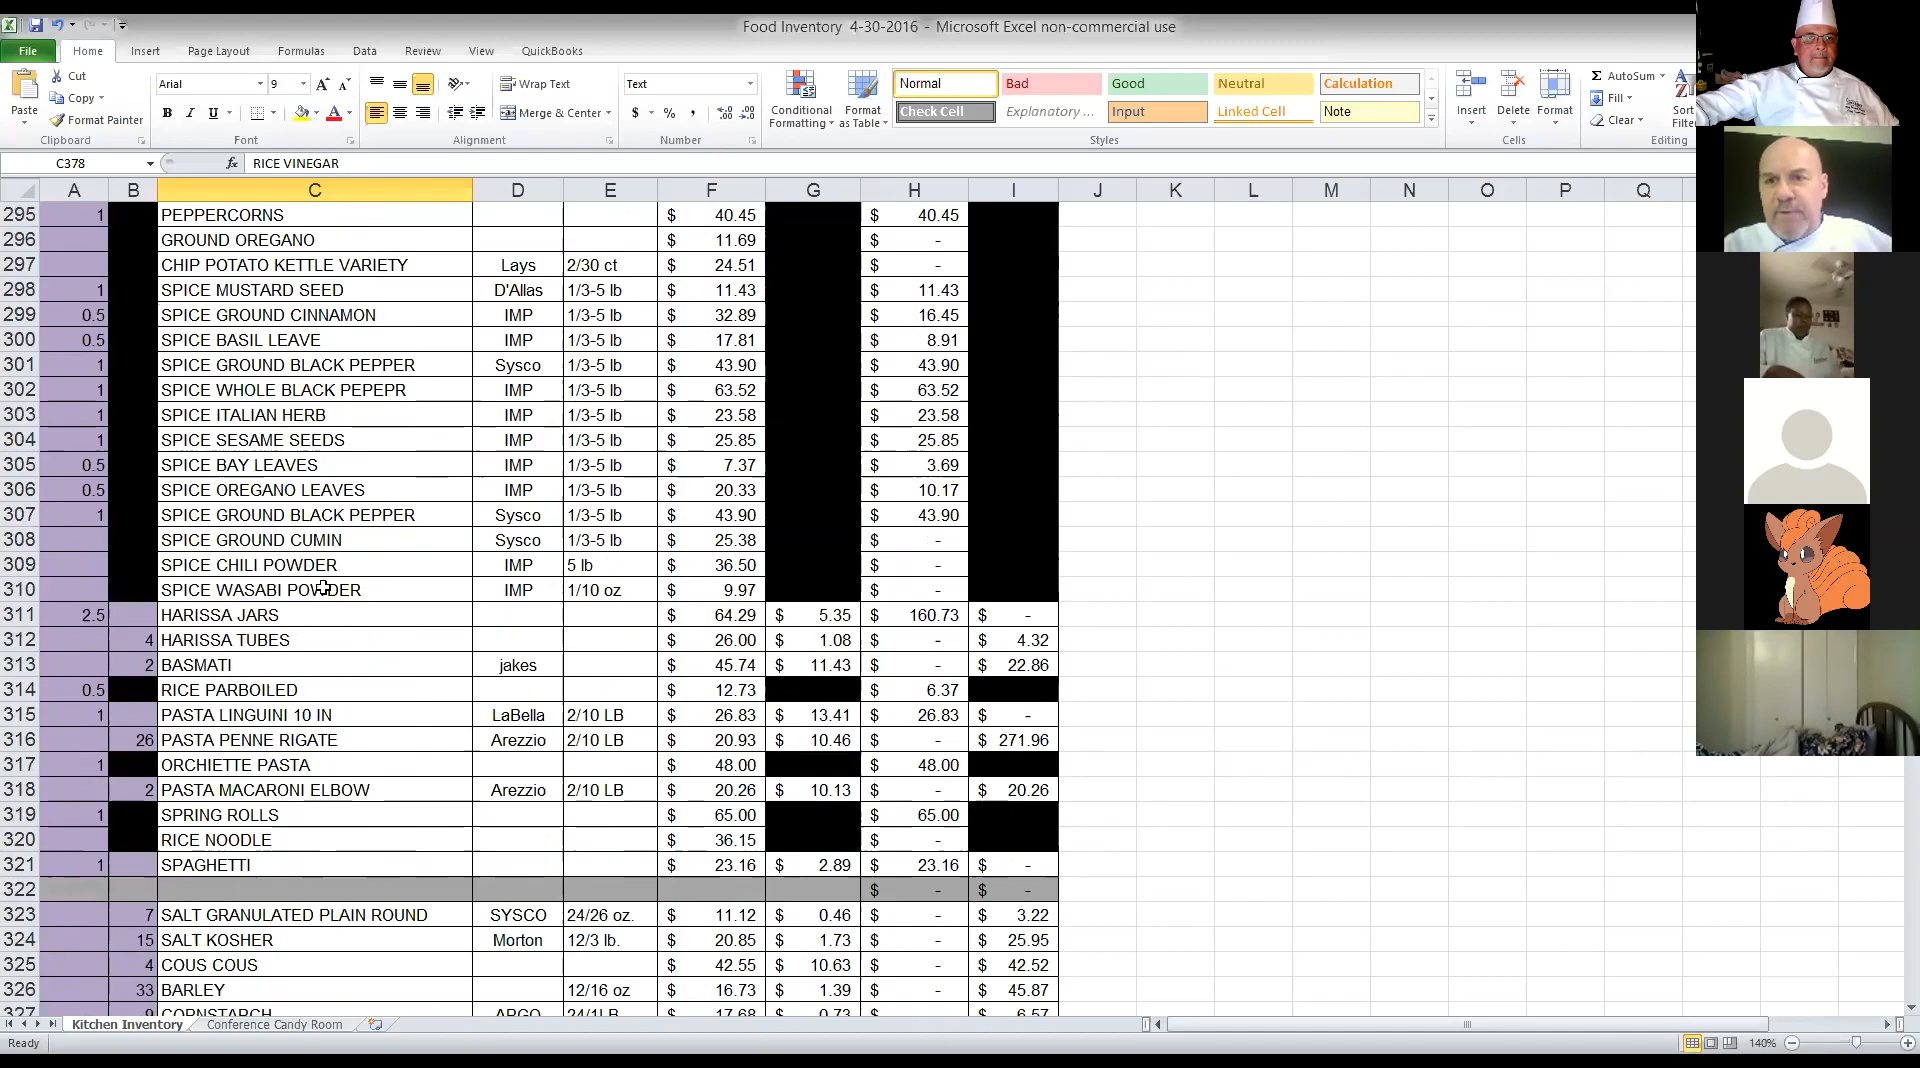 Food Inventory 4-30-2016 - Microsoft Excel non-commercial use
File Home Insert Page Layout Formulas Data Review View QuickBooks
Paste Cut Copy Format Painter Clipboard
Arial 9 A A B I U A Font
Wrap Text Merge & Center Alignment
Text $ % , Number
Conditional Formatting Format as Table
Normal Bad Good Neutral Calculation
Check Cell Explanatory ... Input Linked Cell Note
Styles
Insert Delete Format Cells
AutoSum Fill Clear Sort Filter Editing
C378 fx RICE VINEGAR
A B C D E F G H I J K L M N O P Q
295 1 PEPPERCORNS $ 40.45 $ 40.45
296 GROUND OREGANO $ 11.69 $ -
297 CHIP POTATO KETTLE VARIETY Lays 2/30 ct $ 24.51 $ -
298 1 SPICE MUSTARD SEED D'Allas 1/3-5 lb $ 11.43 $ 11.43
299 0.5 SPICE GROUND CINNAMON IMP 1/3-5 lb $ 32.89 $ 16.45
300 0.5 SPICE BASIL LEAVE IMP 1/3-5 lb $ 17.81 $ 8.91
301 1 SPICE GROUND BLACK PEPPER Sysco 1/3-5 lb $ 43.90 $ 43.90
302 1 SPICE WHOLE BLACK PEPEPR IMP 1/3-5 lb $ 63.52 $ 63.52
303 1 SPICE ITALIAN HERB IMP 1/3-5 lb $ 23.58 $ 23.58
304 1 SPICE SESAME SEEDS IMP 1/3-5 lb $ 25.85 $ 25.85
305 0.5 SPICE BAY LEAVES IMP 1/3-5 lb $ 7.37 $ 3.69
306 0.5 SPICE OREGANO LEAVES IMP 1/3-5 lb $ 20.33 $ 10.17
307 1 SPICE GROUND BLACK PEPPER Sysco 1/3-5 lb $ 43.90 $ 43.90
308 SPICE GROUND CUMIN Sysco 1/3-5 lb $ 25.38 $ -
309 SPICE CHILI POWDER IMP 5 lb $ 36.50 $ -
310 SPICE WASABI POWDER IMP 1/10 oz $ 9.97 $ -
311 2.5 HARISSA JARS $ 64.29 $ 5.35 $ 160.73 $ -
312 4 HARISSA TUBES $ 26.00 $ 1.08 $ - $ 4.32
313 2 BASMATI jakes $ 45.74 $ 11.43 $ - $ 22.86
314 0.5 RICE PARBOILED $ 12.73 $ 6.37
315 1 PASTA LINGUINI 10 IN LaBella 2/10 LB $ 26.83 $ 13.41 $ 26.83 $ -
316 26 PASTA PENNE RIGATE Arezzio 2/10 LB $ 20.93 $ 10.46 $ - $ 271.96
317 1 ORCHIETTE PASTA $ 48.00 $ 48.00
318 2 PASTA MACARONI ELBOW Arezzio 2/10 LB $ 20.26 $ 10.13 $ - $ 20.26
319 1 SPRING ROLLS $ 65.00 $ 65.00
320 RICE NOODLE $ 36.15 $ -
321 1 SPAGHETTI $ 23.16 $ 2.89 $ 23.16 $ -
322 $ - $ -
323 7 SALT GRANULATED PLAIN ROUND SYSCO 24/26 oz. $ 11.12 $ 0.46 $ - $ 3.22
324 15 SALT KOSHER Morton 12/3 lb. $ 20.85 $ 1.73 $ - $ 25.95
325 4 COUS COUS $ 42.55 $ 10.63 $ - $ 42.52
326 33 BARLEY 12/16 oz $ 16.73 $ 1.39 $ - $ 45.87
327 9 CORNSTARCH ARGO 24/1LB $ 17.68 $ 0.73 $ - $ 6.57
Kitchen Inventory Conference Candy Room
Ready 140%